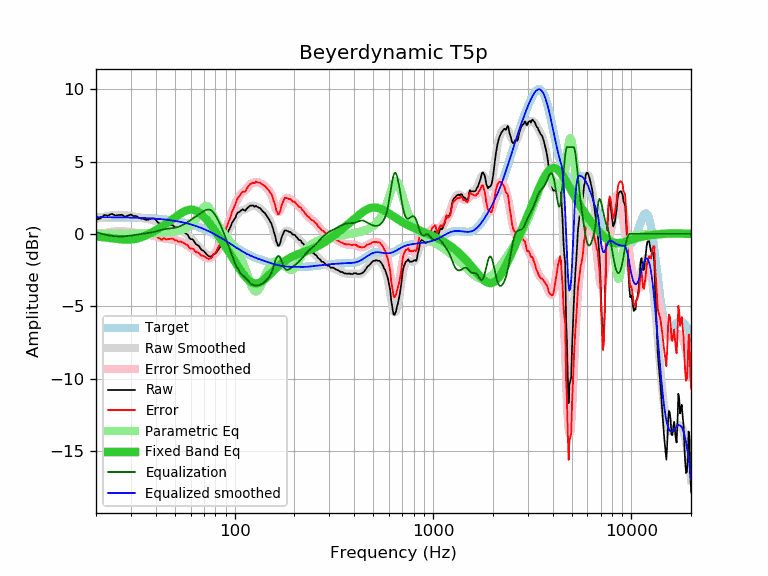 Beyerdynamic T5p
Amplitude (dBr)
10
5
0
−5
−10
−15
Target
Raw Smoothed
Error Smoothed
Raw
Error
Parametric Eq
Fixed Band Eq
Equalization
Equalized smoothed
100
1000
10000
Frequency (Hz)